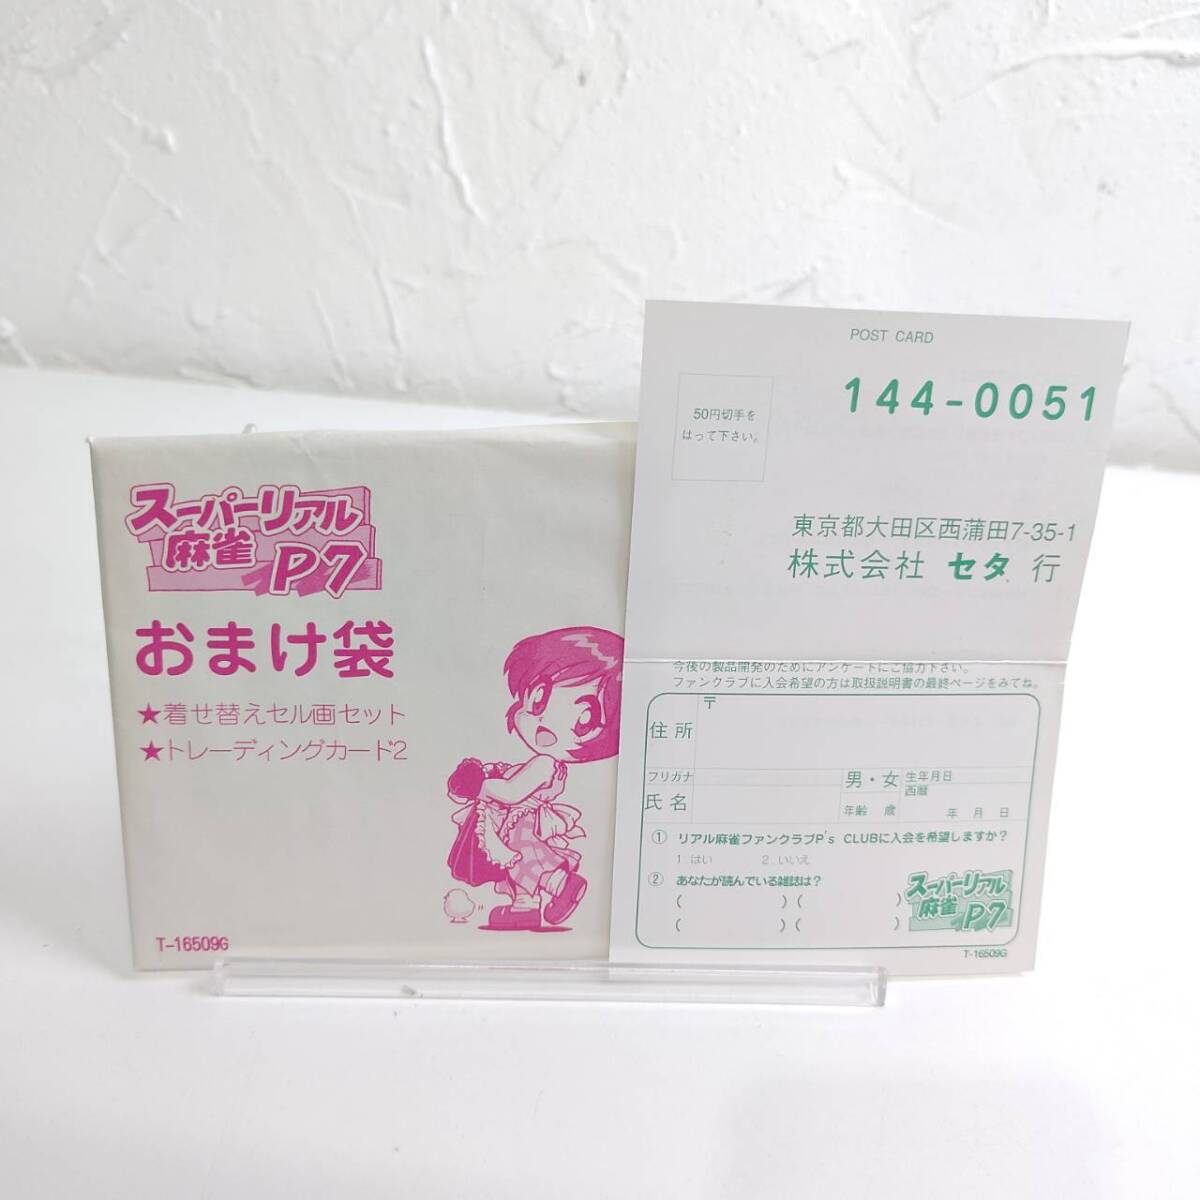 スーパーリアル
麻雀 P7
おまけ袋
★着せ替えセル画セット
★トレーディングカード2
T-16509G
POST CARD
50円切手を
はって下さい。
144-0051
東京都大田区西蒲田7-35-1
株式会社 セタ 行
今後の製品開発のためにアンケートにご協力下さい。
ファンクラブに入会希望の方は取扱説明書の最終ページをみてね。
住所 〒
フリガナ
氏名
男・女
年齢 歳
生年月日
西暦
年 月 日
① リアル麻雀ファンクラブP's CLUBに入会を希望しますか?
1. はい 2. いいえ
② あなたが読んでいる雑誌は?
( ) ( )
( ) ( )
スーパーリアル
麻雀 P7
T-16509G